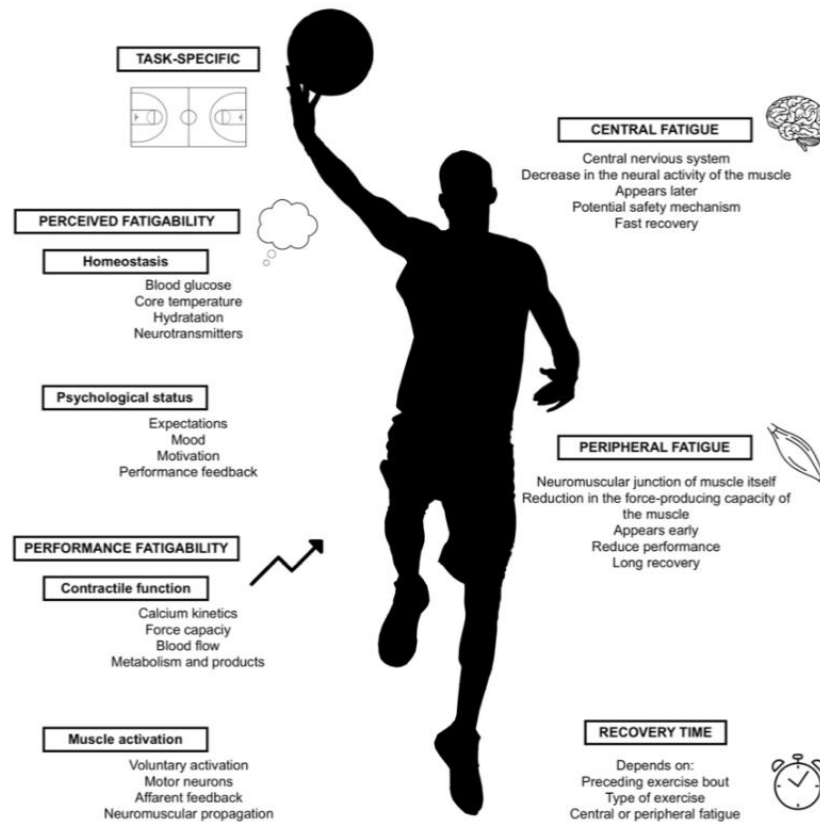 TASK-SPECIFIC
PERCEIVED FATIGABILITY
Homeostasis
Blood glucose
Core temperature
Hydratation
Neurotransmitters
Psychological status
Expectations
Mood
Motivation
Performance feedback
PERFORMANCE FATIGABILITY
Contractile function
Calcium kinetics
Force capaciy
Blood flow
Metabolism and products
Muscle activation
Voluntary activation
Motor neurons
Affarent feedback
Neuromuscular propagation
CENTRAL FATIGUE
Central nervous system
Decrease in the neural activity of the muscle
Appears later
Potential safety mechanism
Fast recovery
PERIPHERAL FATIGUE
Neuromuscular junction of muscle itself
Reduction in the force-producing capacity of
the muscle
Appears early
Reduce performance
Long recovery
RECOVERY TIME
Depends on:
Preceding exercise bout
Type of exercise
Central or peripheral fatigue